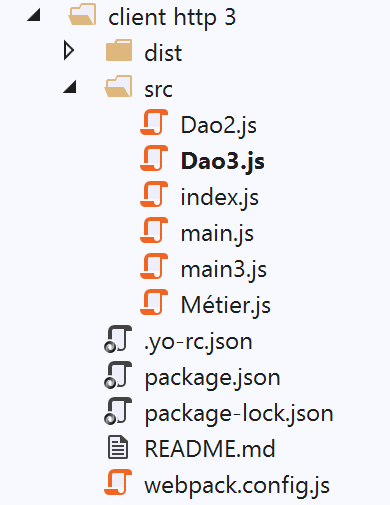 client http 3
dist
src
Dao2.js
Dao3.js
index.js
main.js
main3.js
Métier.js
.yo-rc.json
package.json
package-lock.json
README.md
webpack.config.js